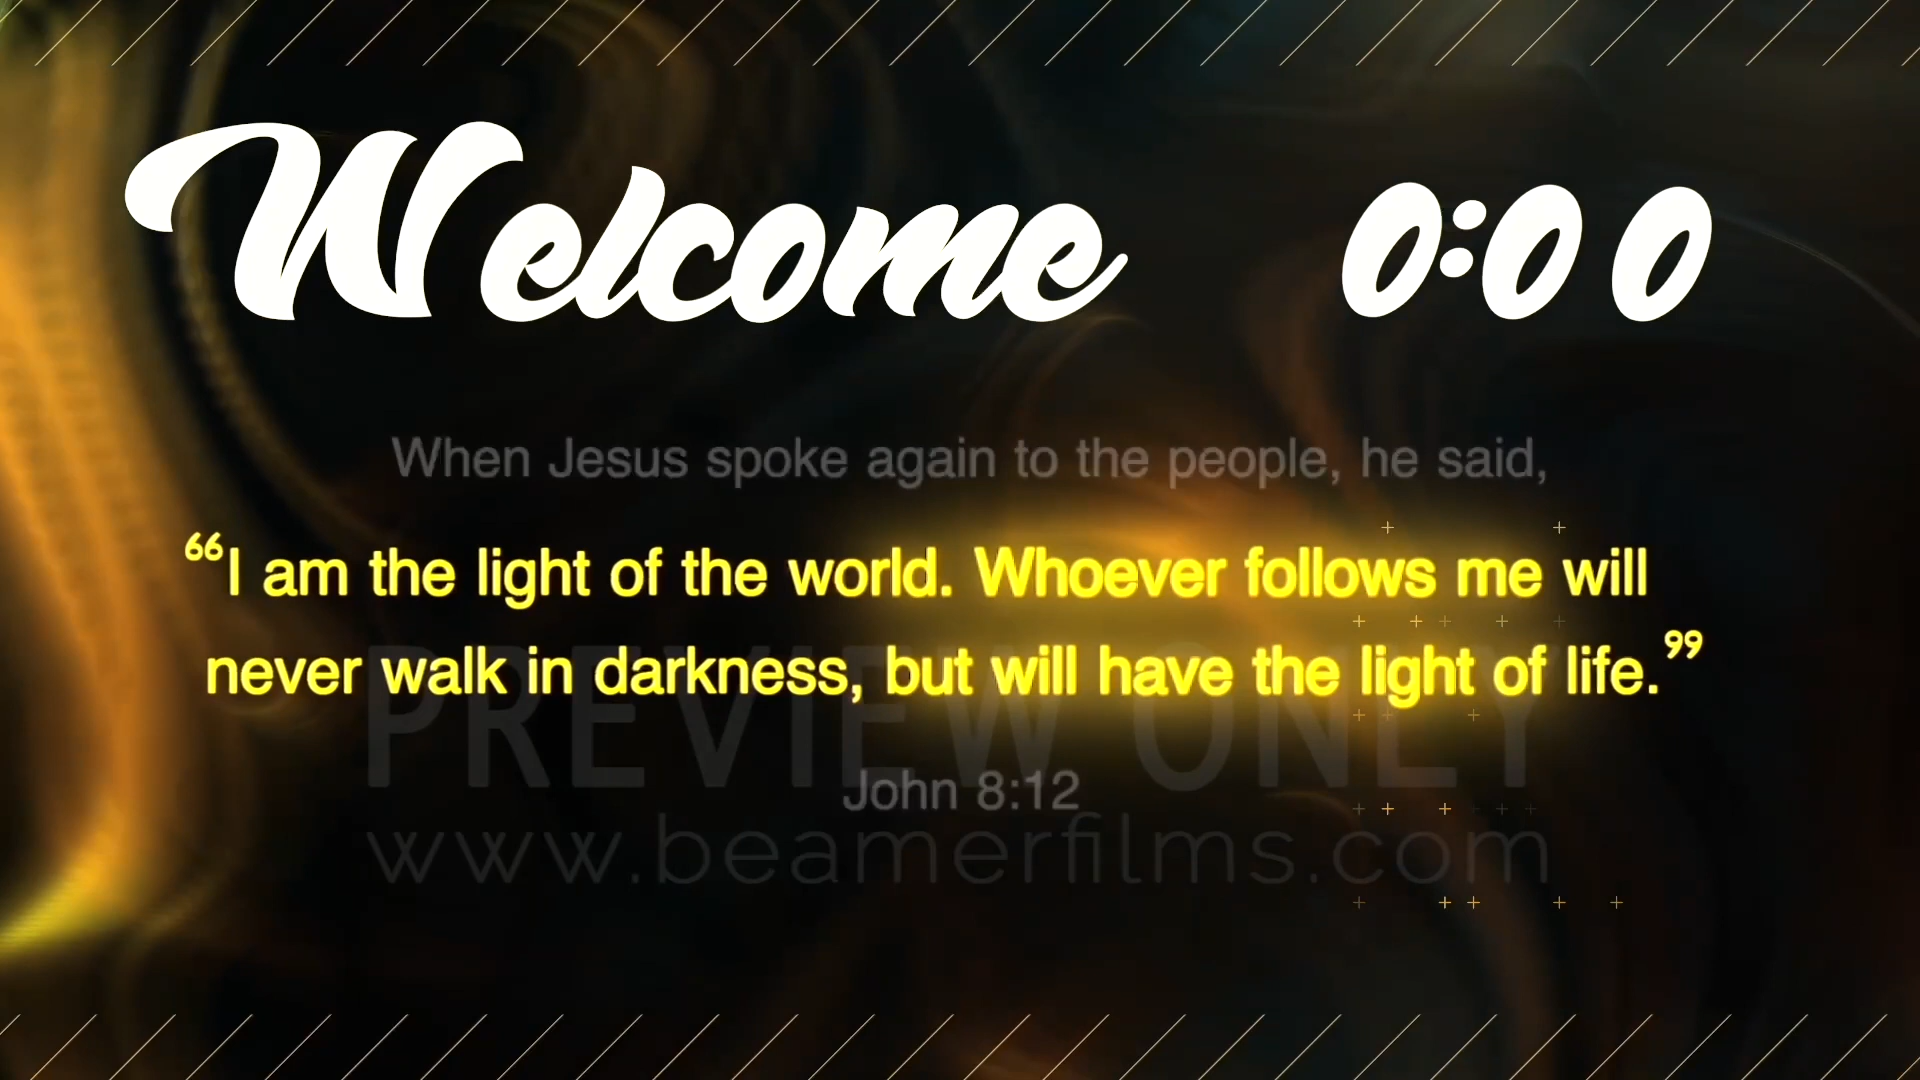 Welcome 0:00
When Jesus spoke again to the people, he said,
“I am the light of the world. Whoever follows me will
never walk in darkness, but will have the light of life.”
PREVIEW ONLY
John 8:12
www.beamerfilms.com